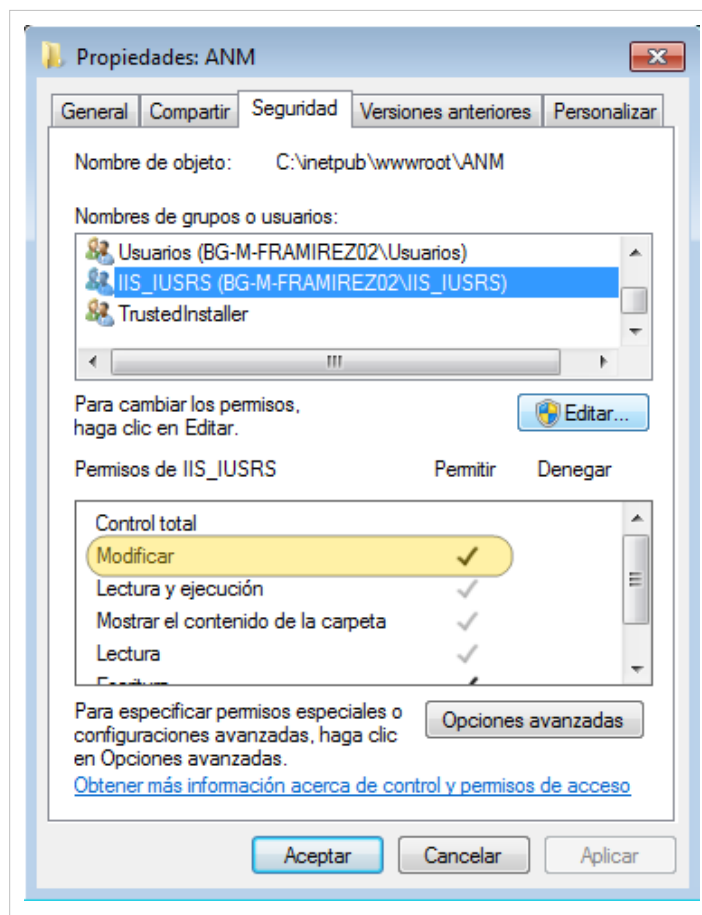 Propiedades: ANM
General Compartir Seguridad Versiones anteriores Personalizar
Nombre de objeto: C:\inetpub\wwwroot\ANM
Nombres de grupos o usuarios:
Usuarios (BG-M-FRAMIREZ02\Usuarios)
IIS_IUSRS (BG-M-FRAMIREZ02\IIS_IUSRS)
TrustedInstaller
Para cambiar los permisos,
haga clic en Editar.
Editar...
Permisos de IIS_IUSRS Permitir Denegar
Control total
Modificar
Lectura y ejecución
Mostrar el contenido de la carpeta
Lectura
Para especificar permisos especiales o
configuraciones avanzadas, haga clic
en Opciones avanzadas.
Opciones avanzadas
Obtener más información acerca de control y permisos de acceso
Aceptar Cancelar Aplicar